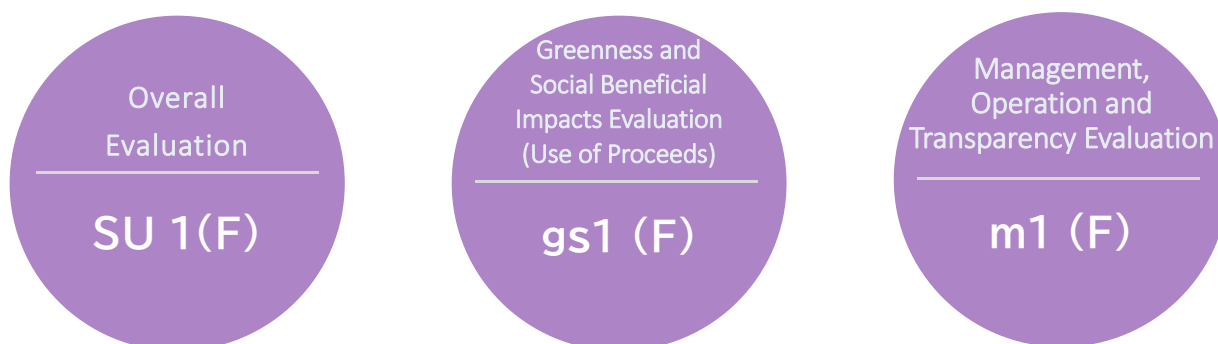 Overall
Evaluation
SU 1(F)
Greenness and
Social Beneficial
Impacts Evaluation
(Use of Proceeds)
gs1 (F)
Management,
Operation and
Transparency Evaluation
m1 (F)